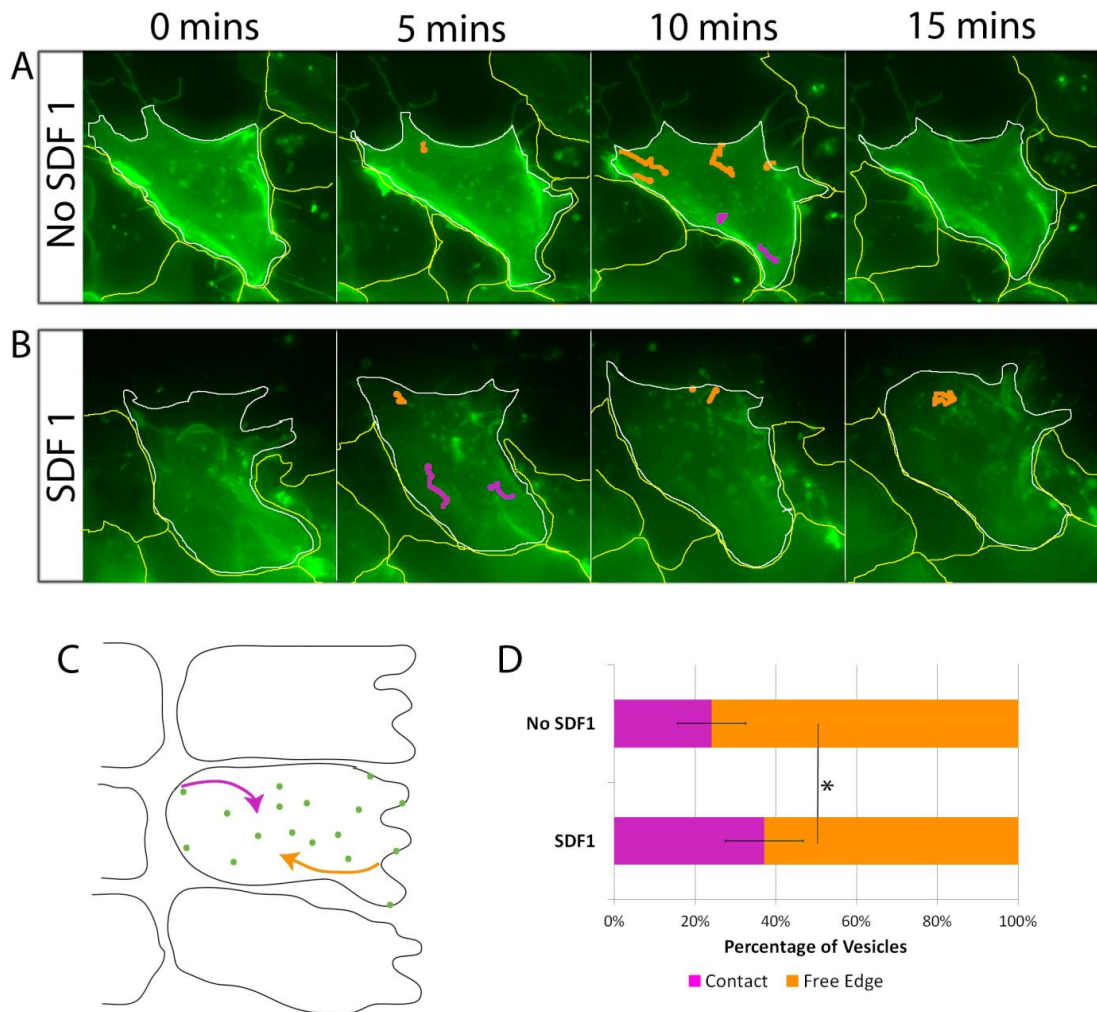 0 mins 5 mins 10 mins 15 mins
A
No SDF 1
B
SDF 1
C
D
No SDF1
*
SDF1
0% 20% 40% 60% 80% 100%
Percentage of Vesicles
Contact Free Edge